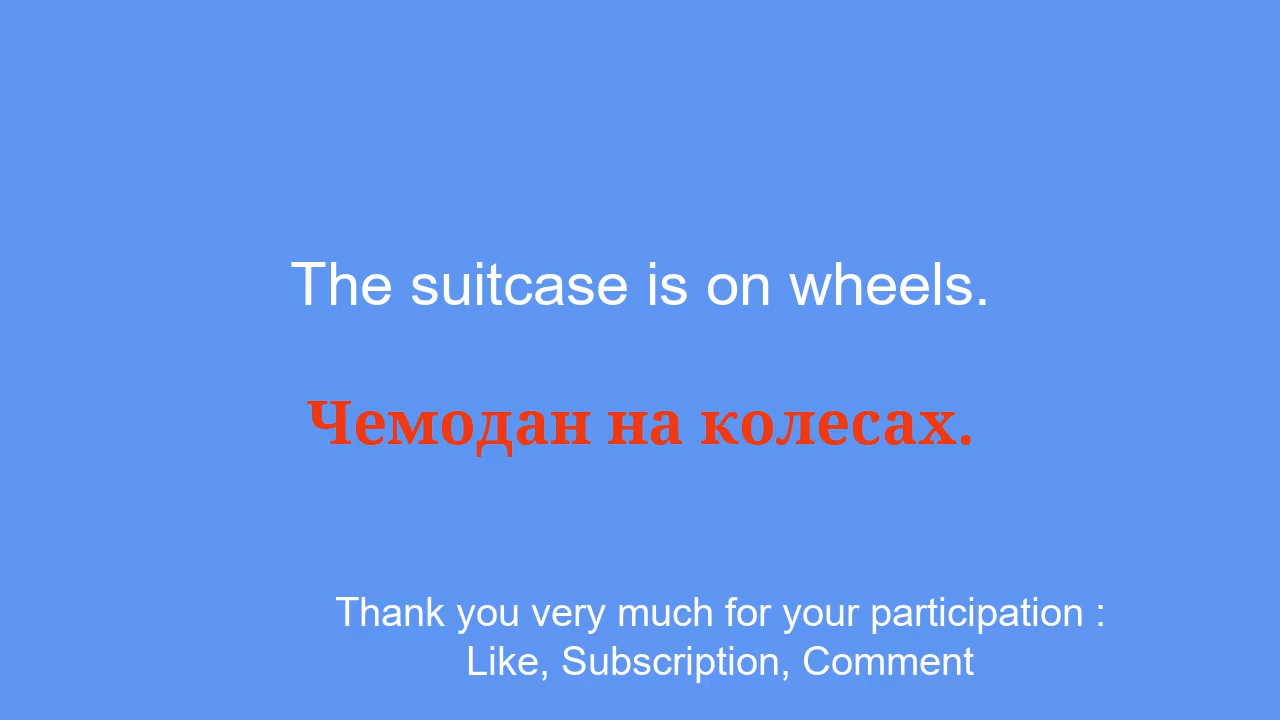 The suitcase is on wheels.
Чемодан на колесах.
Thank you very much for your participation :
Like, Subscription, Comment